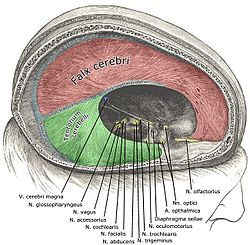 Falx cerebri
Tentorium
cerebelli
V. cerebri magna
N. glossopharyngeus
N. vagus
N. acessorius
N. cochlearis
N. facialis
N. abducens
N. olfactorius
Nn. optici
A. opthalmica
Diaphragma sellae
N. oculomotorius
N. trochlearis
N. trigeminus